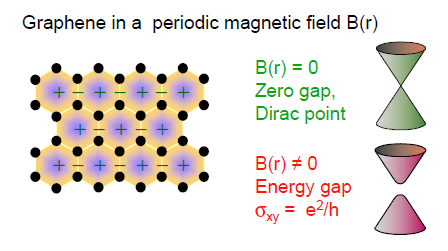 Graphene in a periodic magnetic field B(r)
B(r) = 0
Zero gap,
Dirac point
+ - + - + - +
+ - + - +
+ - + - + - +
B(r) ≠ 0
Energy gap
σxy = e²/h